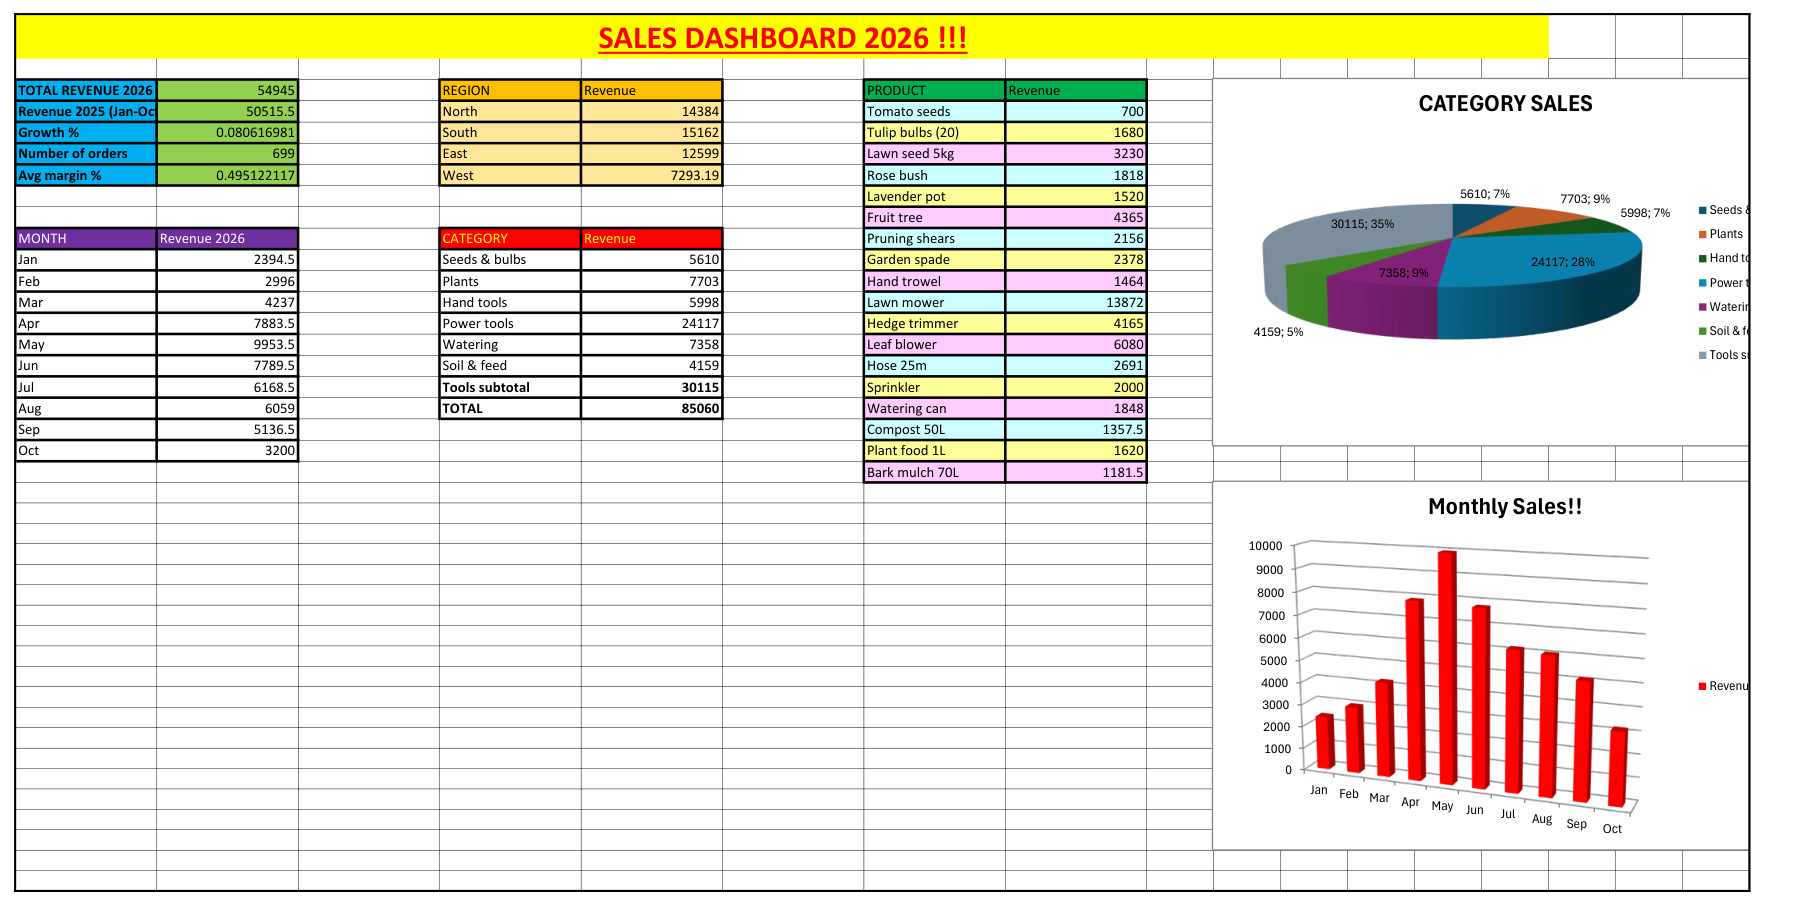 SALES DASHBOARD 2026 !!!
TOTAL REVENUE 2026 54945
Revenue 2025 (Jan-Oc 50515.5
Growth % 0.080616981
Number of orders 699
Avg margin % 0.495122117
MONTH Revenue 2026
Jan 2394.5
Feb 2996
Mar 4237
Apr 7883.5
May 9953.5
Jun 7789.5
Jul 6168.5
Aug 6059
Sep 5136.5
Oct 3200
REGION Revenue
North 14384
South 15162
East 12599
West 7293.19
CATEGORY Revenue
Seeds & bulbs 5610
Plants 7703
Hand tools 5998
Power tools 24117
Watering 7358
Soil & feed 4159
Tools subtotal 30115
TOTAL 85060
PRODUCT Revenue
Tomato seeds 700
Tulip bulbs (20) 1680
Lawn seed 5kg 3230
Rose bush 1818
Lavender pot 1520
Fruit tree 4365
Pruning shears 2156
Garden spade 2378
Hand trowel 1464
Lawn mower 13872
Hedge trimmer 4165
Leaf blower 6080
Hose 25m 2691
Sprinkler 2000
Watering can 1848
Compost 50L 1357.5
Plant food 1L 1620
Bark mulch 70L 1181.5
CATEGORY SALES
5610; 7%
7703; 9%
5998; 7%
30115; 35%
24117; 28%
7358; 9%
4159; 5%
Seeds &
Plants
Hand to
Power t
Waterin
Soil & fe
Tools su
Monthly Sales!!
10000
9000
8000
7000
6000
5000
4000
3000
2000
1000
0
Jan Feb Mar Apr May Jun Jul Aug Sep Oct
Revenu